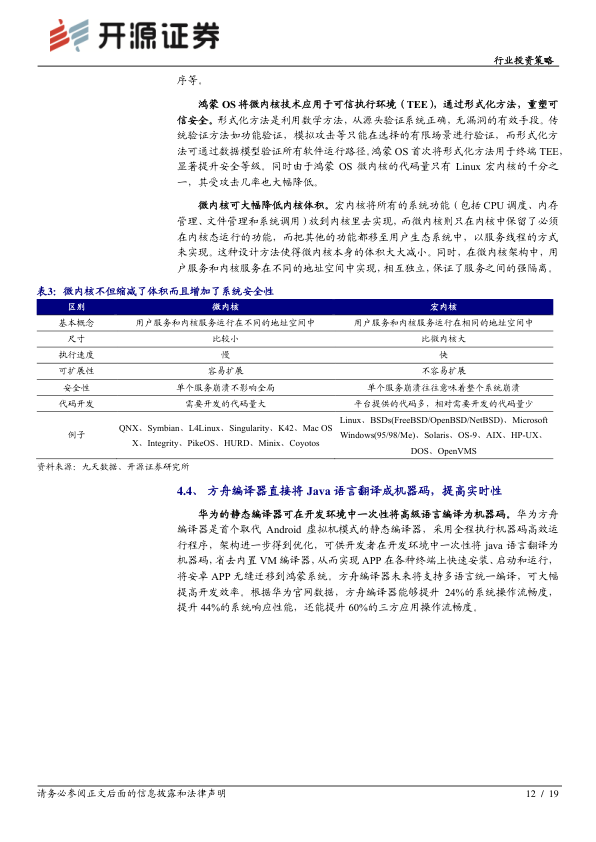 开源证券
行业投资策略
序等。
鸿蒙 OS 将微内核技术应用于可信执行环境（TEE），通过形式化方法，重塑可
信安全。形式化方法是利用数学方法，从源头验证系统正确，无漏洞的有效手段。传
统验证方法如功能验证，模拟攻击等只能在选择的有限场景进行验证，而形式化方
法可通过数据模型验证所有软件运行路径。鸿蒙 OS 首次将形式化方法用于终端 TEE，
显著提升安全等级。同时由于鸿蒙 OS 微内核的代码量只有 Linux 宏内核的千分之
一，其受攻击几率也大幅降低。
微内核可大幅降低内核体积。宏内核将所有的系统功能（包括 CPU 调度、内存
管理、文件管理和系统调用）放到内核里去实现，而微内核则只在内核中保留了必须
在内核态运行的功能，而把其他的功能都移至用户生态系统中，以服务线程的方式
来实现。这种设计方法使得微内核本身的体积大大减小。同时，在微内核架构中，用
户服务和内核服务在不同的地址空间中实现，相互独立，保证了服务之间的强隔离。
表3：微内核不但缩减了体积而且增加了系统安全性
区别 微内核 宏内核
基本概念 用户服务和内核服务运行在不同的地址空间中 用户服务和内核服务运行在相同的地址空间中
尺寸 比较小 比微内核大
执行速度 慢 快
可扩展性 容易扩展 不容易扩展
安全性 单个服务崩溃不影响全局 单个服务崩溃往往意味着整个系统崩溃
代码开发 需要开发的代码量大 平台提供的代码多，相对需要开发的代码量少
例子 QNX、Symbian、L4Linux、Singularity、K42、Mac OS
X、Integrity、PikeOS、HURD、Minix、Coyotos
Linux、BSDs(FreeBSD/OpenBSD/NetBSD)、Microsoft
Windows(95/98/Me)、Solaris、OS-9、AIX、HP-UX、
DOS、OpenVMS
资料来源：九天数据、开源证券研究所
4.4、 方舟编译器直接将 Java 语言翻译成机器码，提高实时性
华为的静态编译器可在开发环境中一次性将高级语言编译为机器码。华为方舟
编译器是首个取代 Android 虚拟机模式的静态编译器，采用全程执行机器码高效运
行程序，架构进一步得到优化，可供开发者在开发环境中一次性将 java 语言翻译为
机器码，省去内置 VM 编译器，从而实现 APP 在各种终端上快速安装、启动和运行，
将安卓 APP 无缝迁移到鸿蒙系统。方舟编译器未来将支持多语言统一编译，可大幅
提高开发效率。根据华为官网数据，方舟编译器能够提升 24%的系统操作流畅度，
提升 44%的系统响应性能，还能提升 60%的三方应用操作流畅度。
请务必参阅正文后面的信息披露和法律声明
12 / 19